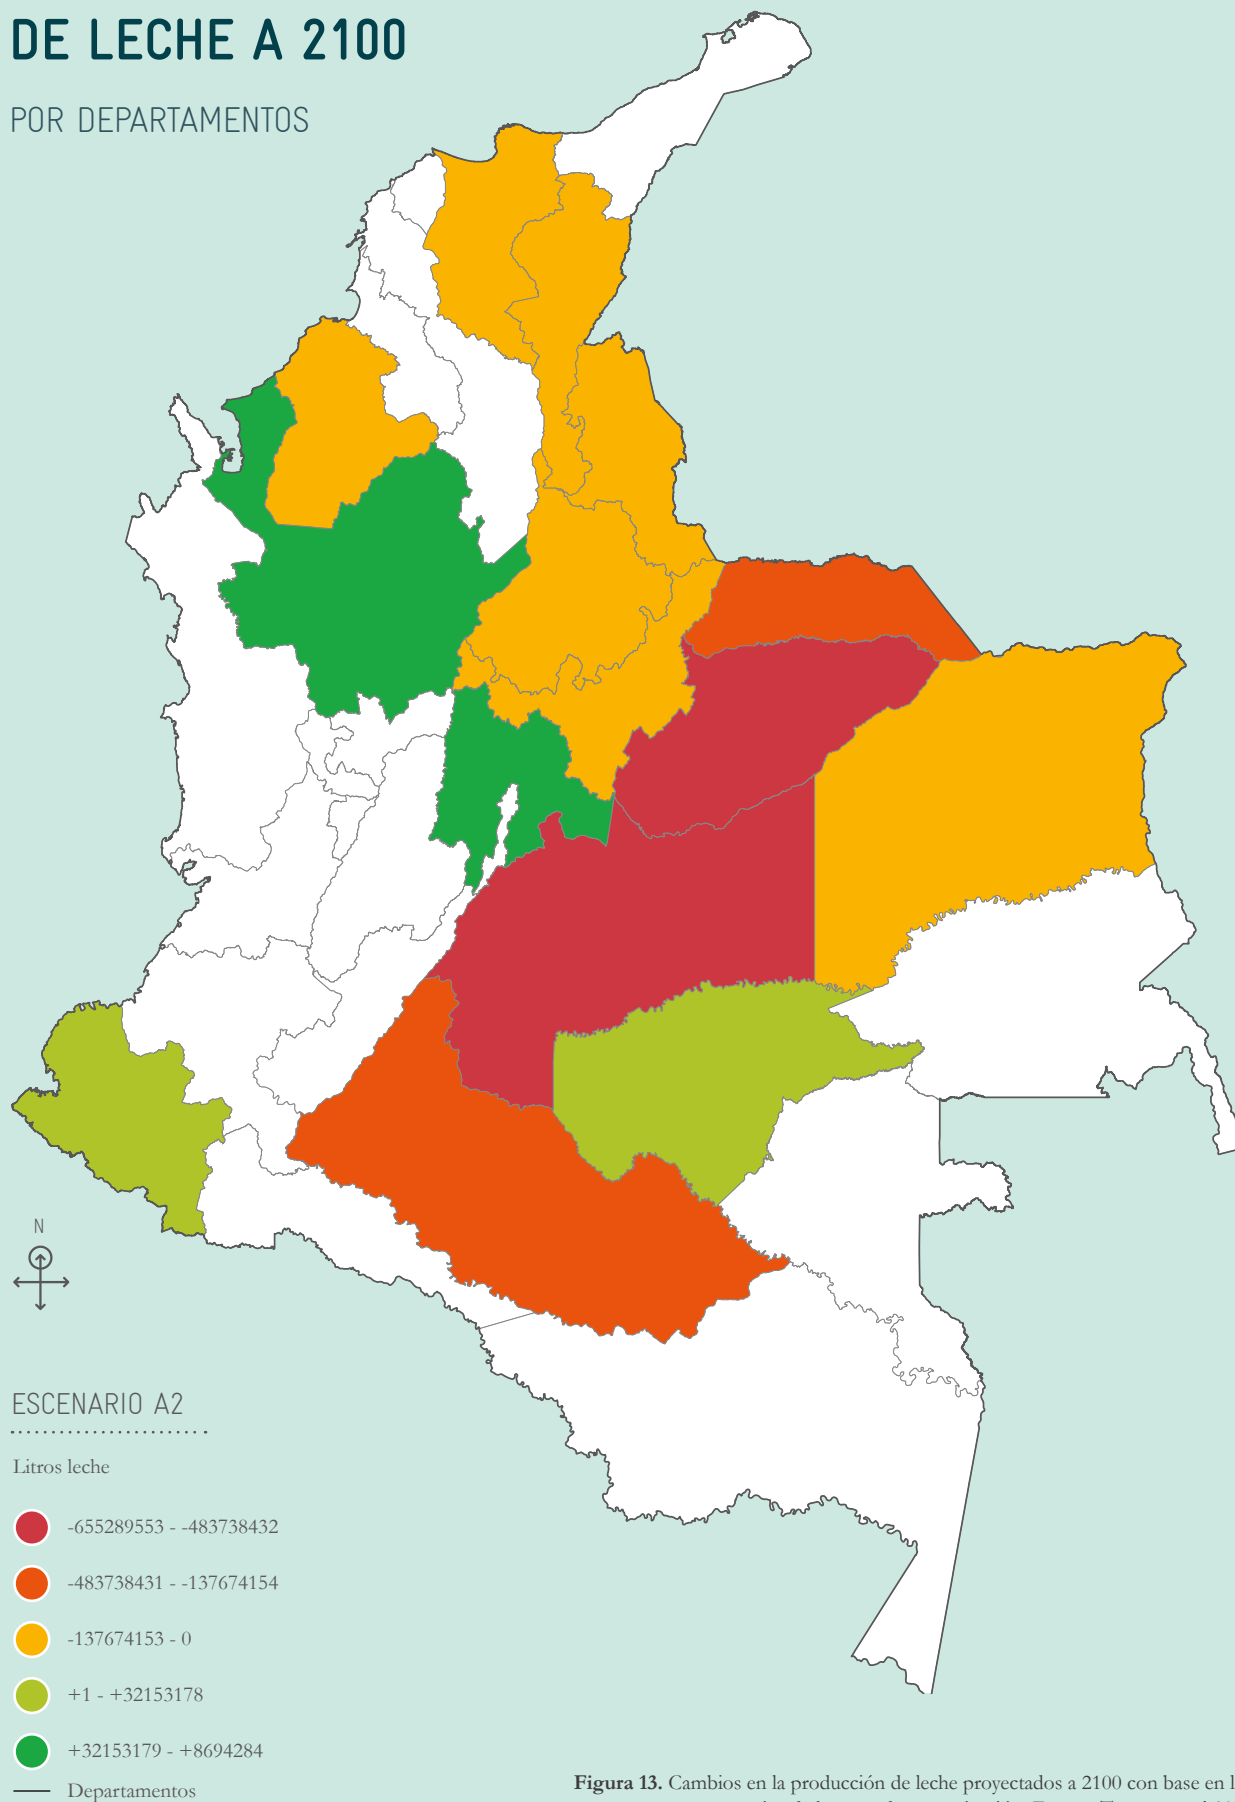 DE LECHE A 2100
POR DEPARTAMENTOS
N
ESCENARIO A2
Litros leche
-655289553 - -483738432
-483738431 - -137674154
-137674153 - 0
+1 - +32153178
+32153179 - +8694284
Departamentos
Figura 13. Cambios en la producción de leche proyectados a 2100 con base en